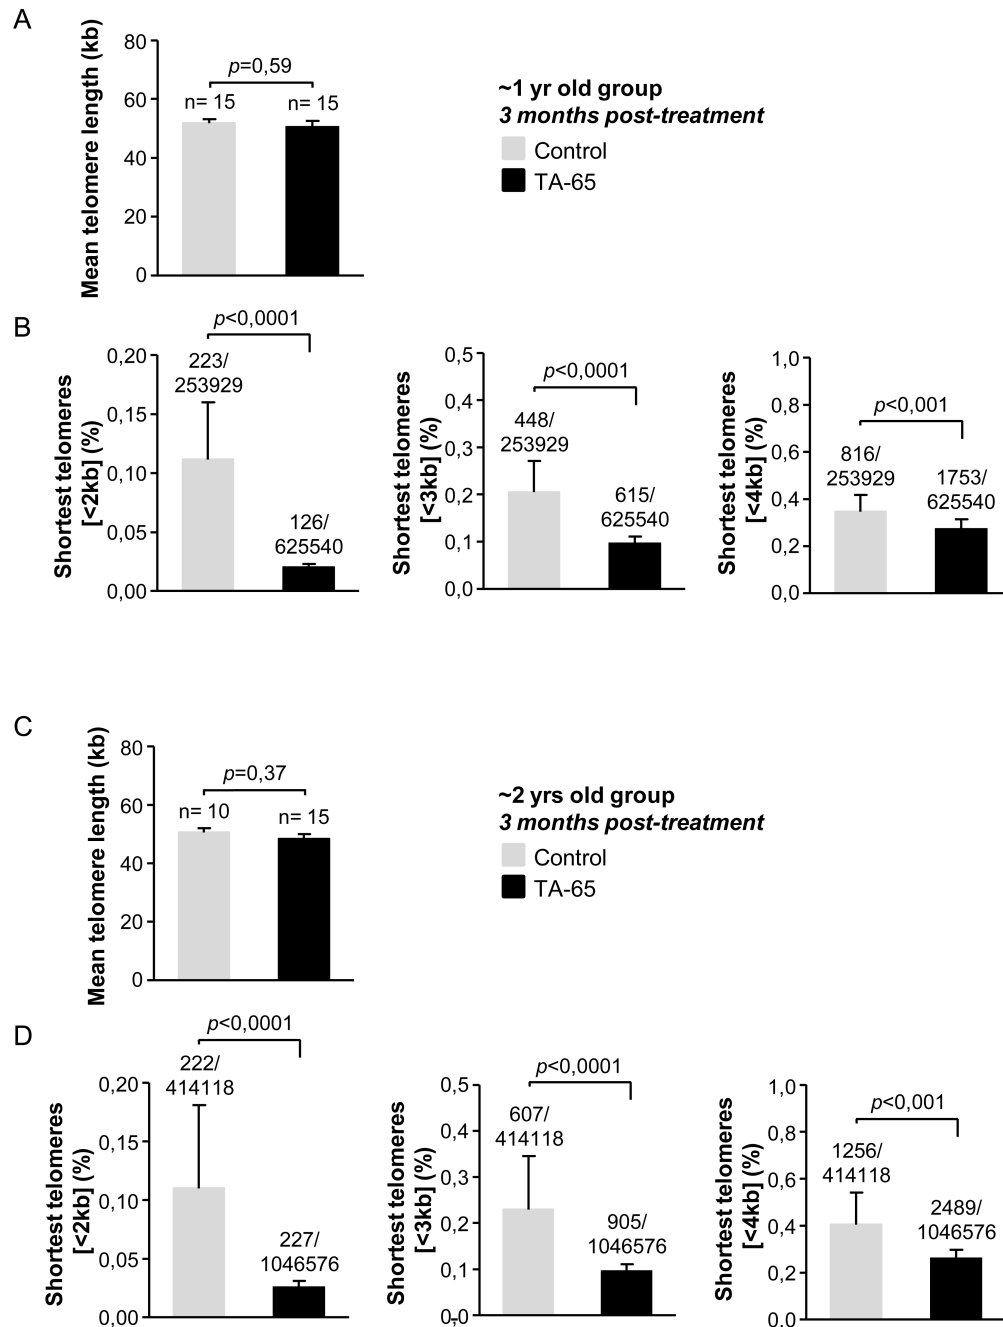 A
Mean telomere length (kb)
80
60
40
20
0
p=0,59
n= 15
n= 15
~1 yr old group
3 months post-treatment
Control
TA-65
B
Shortest telomeres
[<2kb] (%)
0,20
0,15
0,10
0,05
0,00
p<0,0001
223/
253929
126/
625540
Shortest telomeres
[<3kb] (%)
0,5
0,4
0,3
0,2
0,1
0,0
p<0,0001
448/
253929
615/
625540
Shortest telomeres
[<4kb] (%)
1,0
0,8
0,6
0,4
0,2
0,0
p<0,001
816/
253929
1753/
625540
C
Mean telomere length (kb)
80
60
40
20
0
p=0,37
n= 10
n= 15
~2 yrs old group
3 months post-treatment
Control
TA-65
D
Shortest telomeres
[<2kb] (%)
0,20
0,15
0,10
0,05
0,00
p<0,0001
222/
414118
227/
1046576
Shortest telomeres
[<3kb] (%)
0,5
0,4
0,3
0,2
0,1
0,0
p<0,0001
607/
414118
905/
1046576
Shortest telomeres
[<4kb] (%)
1,0
0,8
0,6
0,4
0,2
0,0
p<0,001
1256/
414118
2489/
1046576